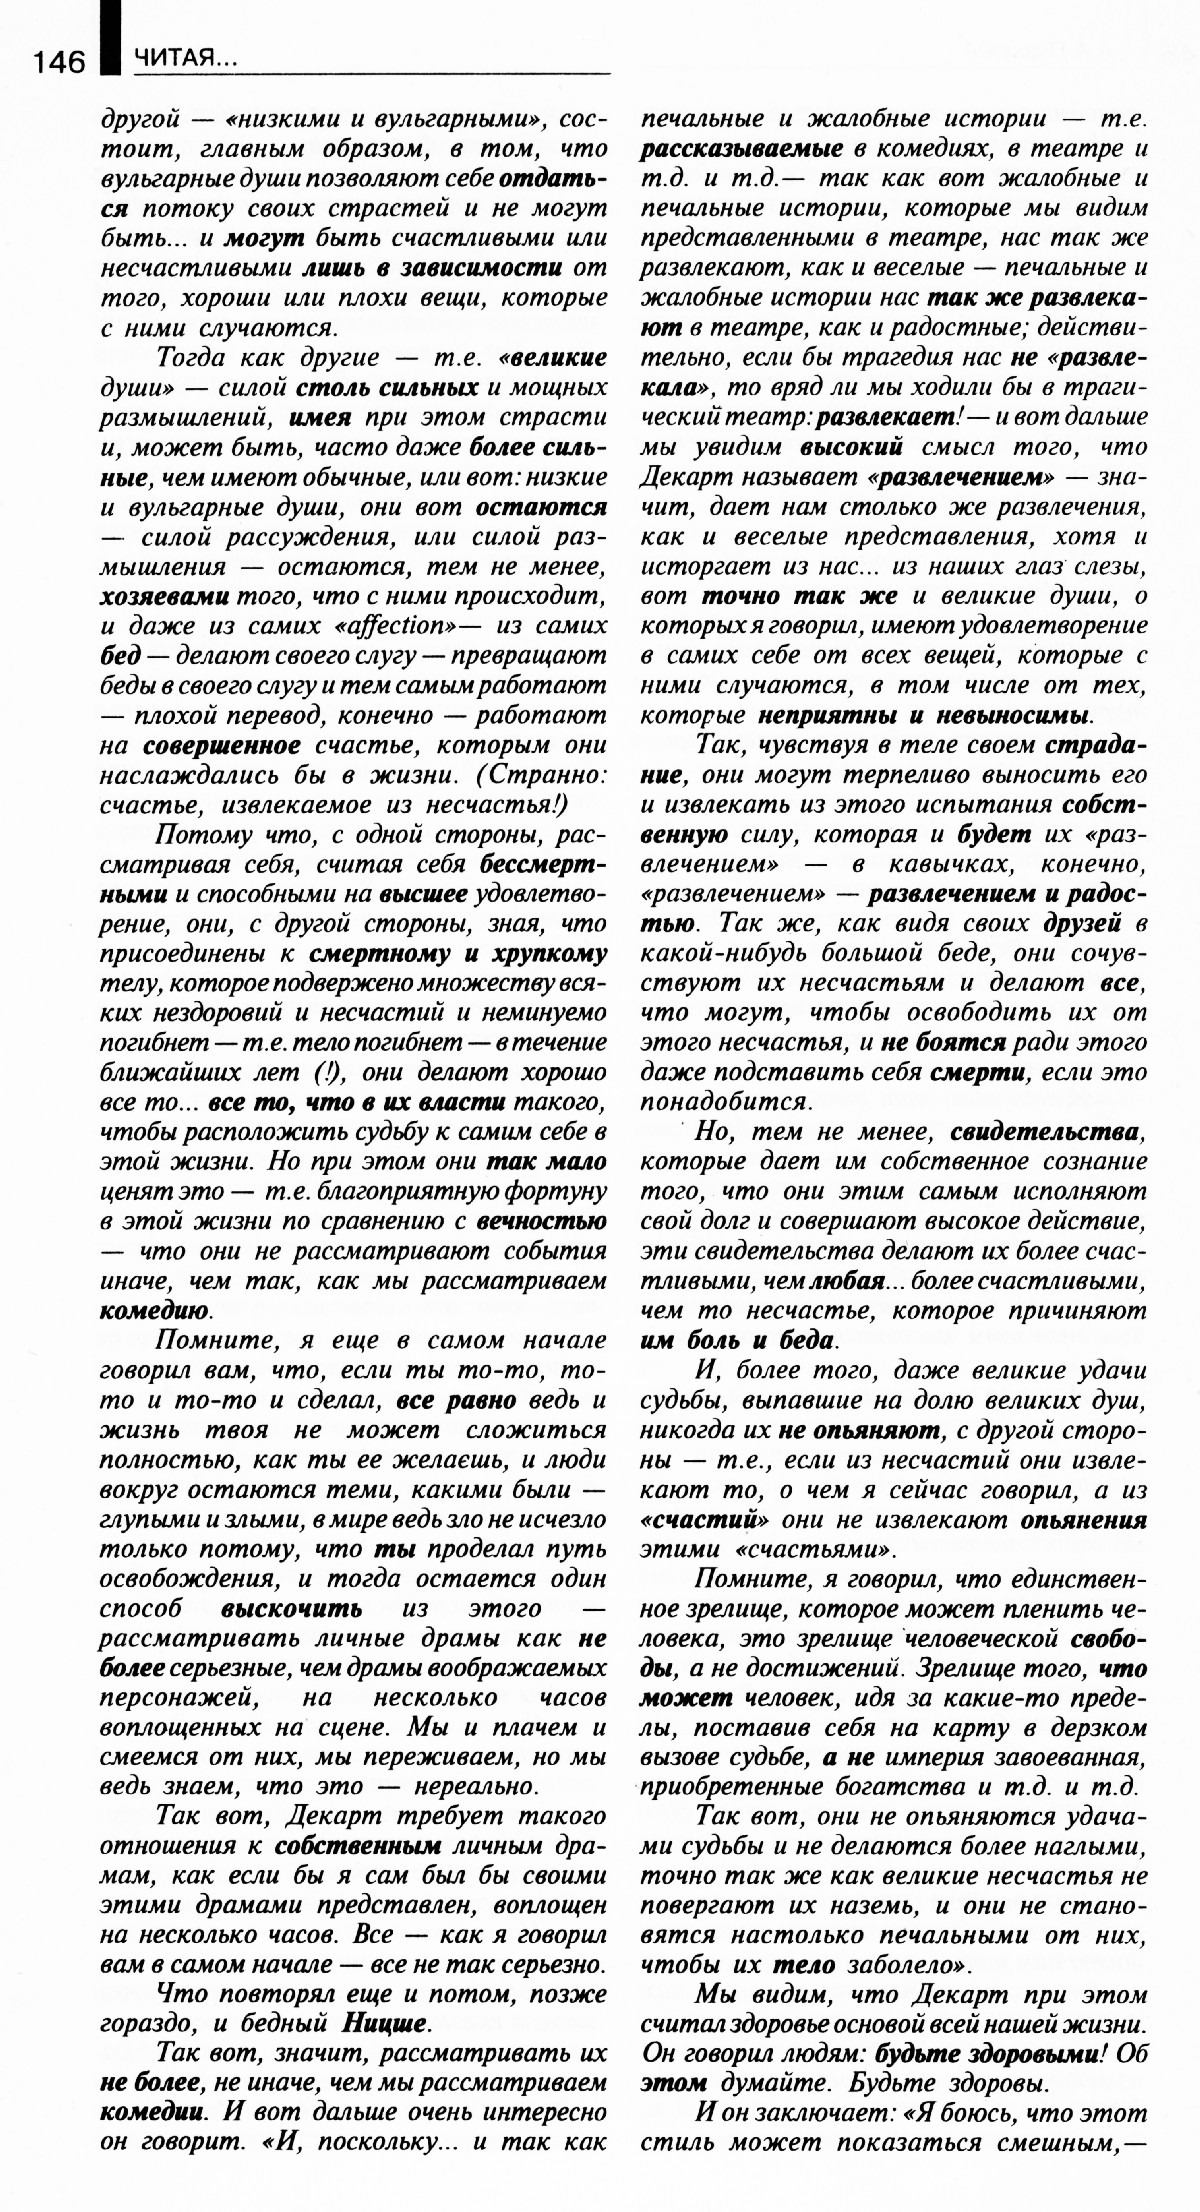 146
ЧИТАЯ...
другой — «низкими и вульгарными», сос-
тоит, главным образом, в том, что
вульгарные души позволяют себе отдать-
ся потоку своих страстей и не могут
быть... и могут быть счастливыми или
несчастливыми лишь в зависимости от
того, хороши или плохи вещи, которые
с ними случаются.
Тогда как другие — т.е. «великие
души» — силой столь сильных и мощных
размышлений, имея при этом страсти
и, может быть, часто даже более силь-
ные, чем имеют обычные, или вот: низкие
и вульгарные души, они вот остаются
— силой рассуждения, или силой раз-
мышления — остаются, тем не менее,
хозяевами того, что с ними происходит,
и даже из самих «affection»— из самих
бед — делают своего слугу — превращают
беды в своего слугу и тем самым работают
— плохой перевод, конечно — работают
на совершенное счастье, которым они
наслаждались бы в жизни. (Странно:
счастье, извлекаемое из несчастья!)
Потому что, с одной стороны, рас-
сматривая себя, считая себя бессмерт-
ными и способными на высшее удовлетво-
рение, они, с другой стороны, зная, что
присоединены к смертному и хрупкому
телу, которое подвержено множеству вся-
ких нездоровий и несчастий и неминуемо
погибнет — т.е. тело погибнет — в течение
ближайших лет (!), они делают хорошо
все то... все то, что в их власти такого,
чтобы расположить судьбу к самим себе в
этой жизни. Но при этом они так мало
ценят это — т.е. благоприятную фортуну
в этой жизни по сравнению с вечностью
— что они не рассматривают события
иначе, чем так, как мы рассматриваем
комедию.
Помните, я еще в самом начале
говорил вам, что, если ты то-то, то-
то и то-то и сделал, все равно ведь и
жизнь твоя не может сложиться
полностью, как ты ее желаешь, и люди
вокруг остаются теми, какими были —
глупыми и злыми, в мире ведь зло не исчезло
только потому, что ты проделал путь
освобождения, и тогда остается один
способ выскочить из этого —
рассматривать личные драмы как не
более серьезные, чем драмы воображаемых
персонажей, на несколько часов
воплощенных на сцене. Мы и плачем и
смеемся от них, мы переживаем, но мы
ведь знаем, что это — нереально.
Так вот, Декарт требует такого
отношения к собственным личным дра-
мам, как если бы я сам был бы своими
этими драмами представлен, воплощен
на несколько часов. Все — как я говорил
вам в самом начале — все не так серьезно.
Что повторял еще и потом, позже
гораздо, и бедный Ницше.
Так вот, значит, рассматривать их
не более, не иначе, чем мы рассматриваем
комедии. И вот дальше очень интересно
он говорит. «И, поскольку... и так как
печальные и жалобные истории — т.е.
рассказываемые в комедиях, в театре и
т.д. и т.д.— так как вот жалобные и
печальные истории, которые мы видим
представленными в театре, нас так же
развлекают, как и веселые — печальные и
жалобные истории нас так же развлека-
ют в театре, как и радостные; действи-
тельно, если бы трагедия нас не «развле-
кала», то вряд ли мы ходили бы в траги-
ческий театр: развлекает! — и вот дальше
мы увидим высокий смысл того, что
Декарт называет «развлечением» — зна-
чит, дает нам столько же развлечения,
как и веселые представления, хотя и
исторгает из нас... из наших глаз слезы,
вот точно так же и великие души, о
которых я говорил, имеют удовлетворение
в самих себе от всех вещей, которые с
ними случаются, в том числе от тех,
которые неприятны и невыносимы.
Так, чувствуя в теле своем страда-
ние, они могут терпеливо выносить его
и извлекать из этого испытания собст-
венную силу, которая и будет их «раз-
влечением» — в кавычках, конечно,
«развлечением» — развлечением и радос-
тью. Так же, как видя своих друзей в
какой-нибудь большой беде, они сочув-
ствуют их несчастьям и делают все,
что могут, чтобы освободить их от
этого несчастья, и не боятся ради этого
даже подставить себя смерти, если это
понадобится.
Но, тем не менее, свидетельства,
которые дает им собственное сознание
того, что они этим самым исполняют
свой долг и совершают высокое действие,
эти свидетельства делают их более счас-
тливыми, чем любая... более счастливыми,
чем то несчастье, которое причиняют
им боль и беда.
И, более того, даже великие удачи
судьбы, выпавшие на долю великих душ,
никогда их не опьяняют, с другой сторо-
ны — т.е., если из несчастий они извле-
кают то, о чем я сейчас говорил, а из
«счастий» они не извлекают опьянения
этими «счастьями».
Помните, я говорил, что единствен-
ное зрелище, которое может пленить че-
ловека, это зрелище человеческой свобо-
ды, а не достижений. Зрелище того, что
может человек, идя за какие-то преде-
лы, поставив себя на карту в дерзком
вызове судьбе, а не империя завоеванная,
приобретенные богатства и т.д. и т.д.
Так вот, они не опьяняются удача-
ми судьбы и не делаются более наглыми,
точно так же как великие несчастья не
повергают их наземь, и они не стано-
вятся настолько печальными от них,
чтобы их тело заболело».
Мы видим, что Декарт при этом
считал здоровье основой всей нашей жизни.
Он говорил людям: будьте здоровыми! Об
этом думайте. Будьте здоровы.
И он заключает: «Я боюсь, что этот
стиль может показаться смешным,—